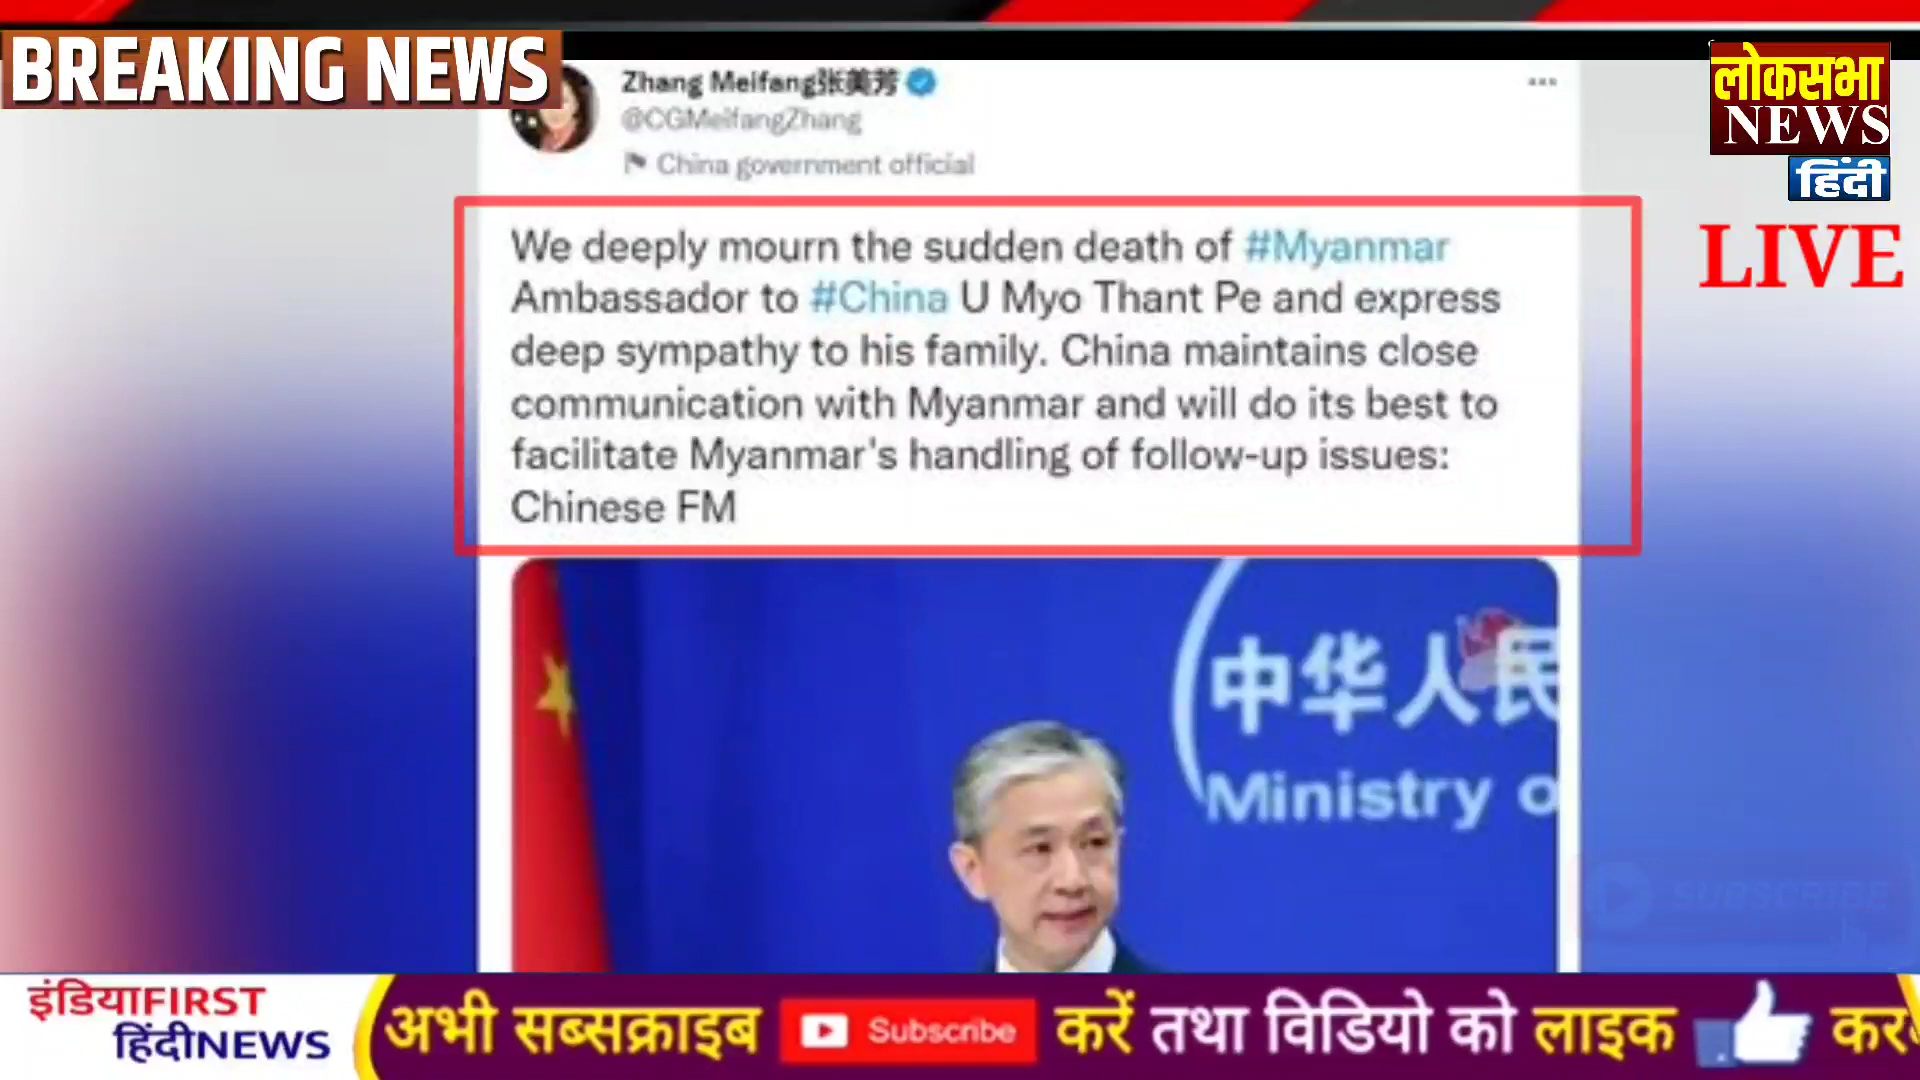 BREAKING NEWS
Zhang Meifang张美芳
@CGMeifangZhang
China government official
लोकसभा
NEWS
हिंदी
LIVE
We deeply mourn the sudden death of #Myanmar
Ambassador to #China U Myo Thant Pe and express
deep sympathy to his family. China maintains close
communication with Myanmar and will do its best to
facilitate Myanmar's handling of follow-up issues:
Chinese FM
中华人民
Ministry o
SUBSCRIBE
इंडियाFIRST
हिंदीNEWS
अभी सब्सक्राइब Subscribe करें तथा विडियो को लाइक कर